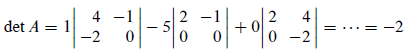 det A = 1 | 4 −1 ; −2 0 | − 5 | 2 −1 ; 0 0 | + 0 | 2 4 ; 0 −2 | = ··· = −2